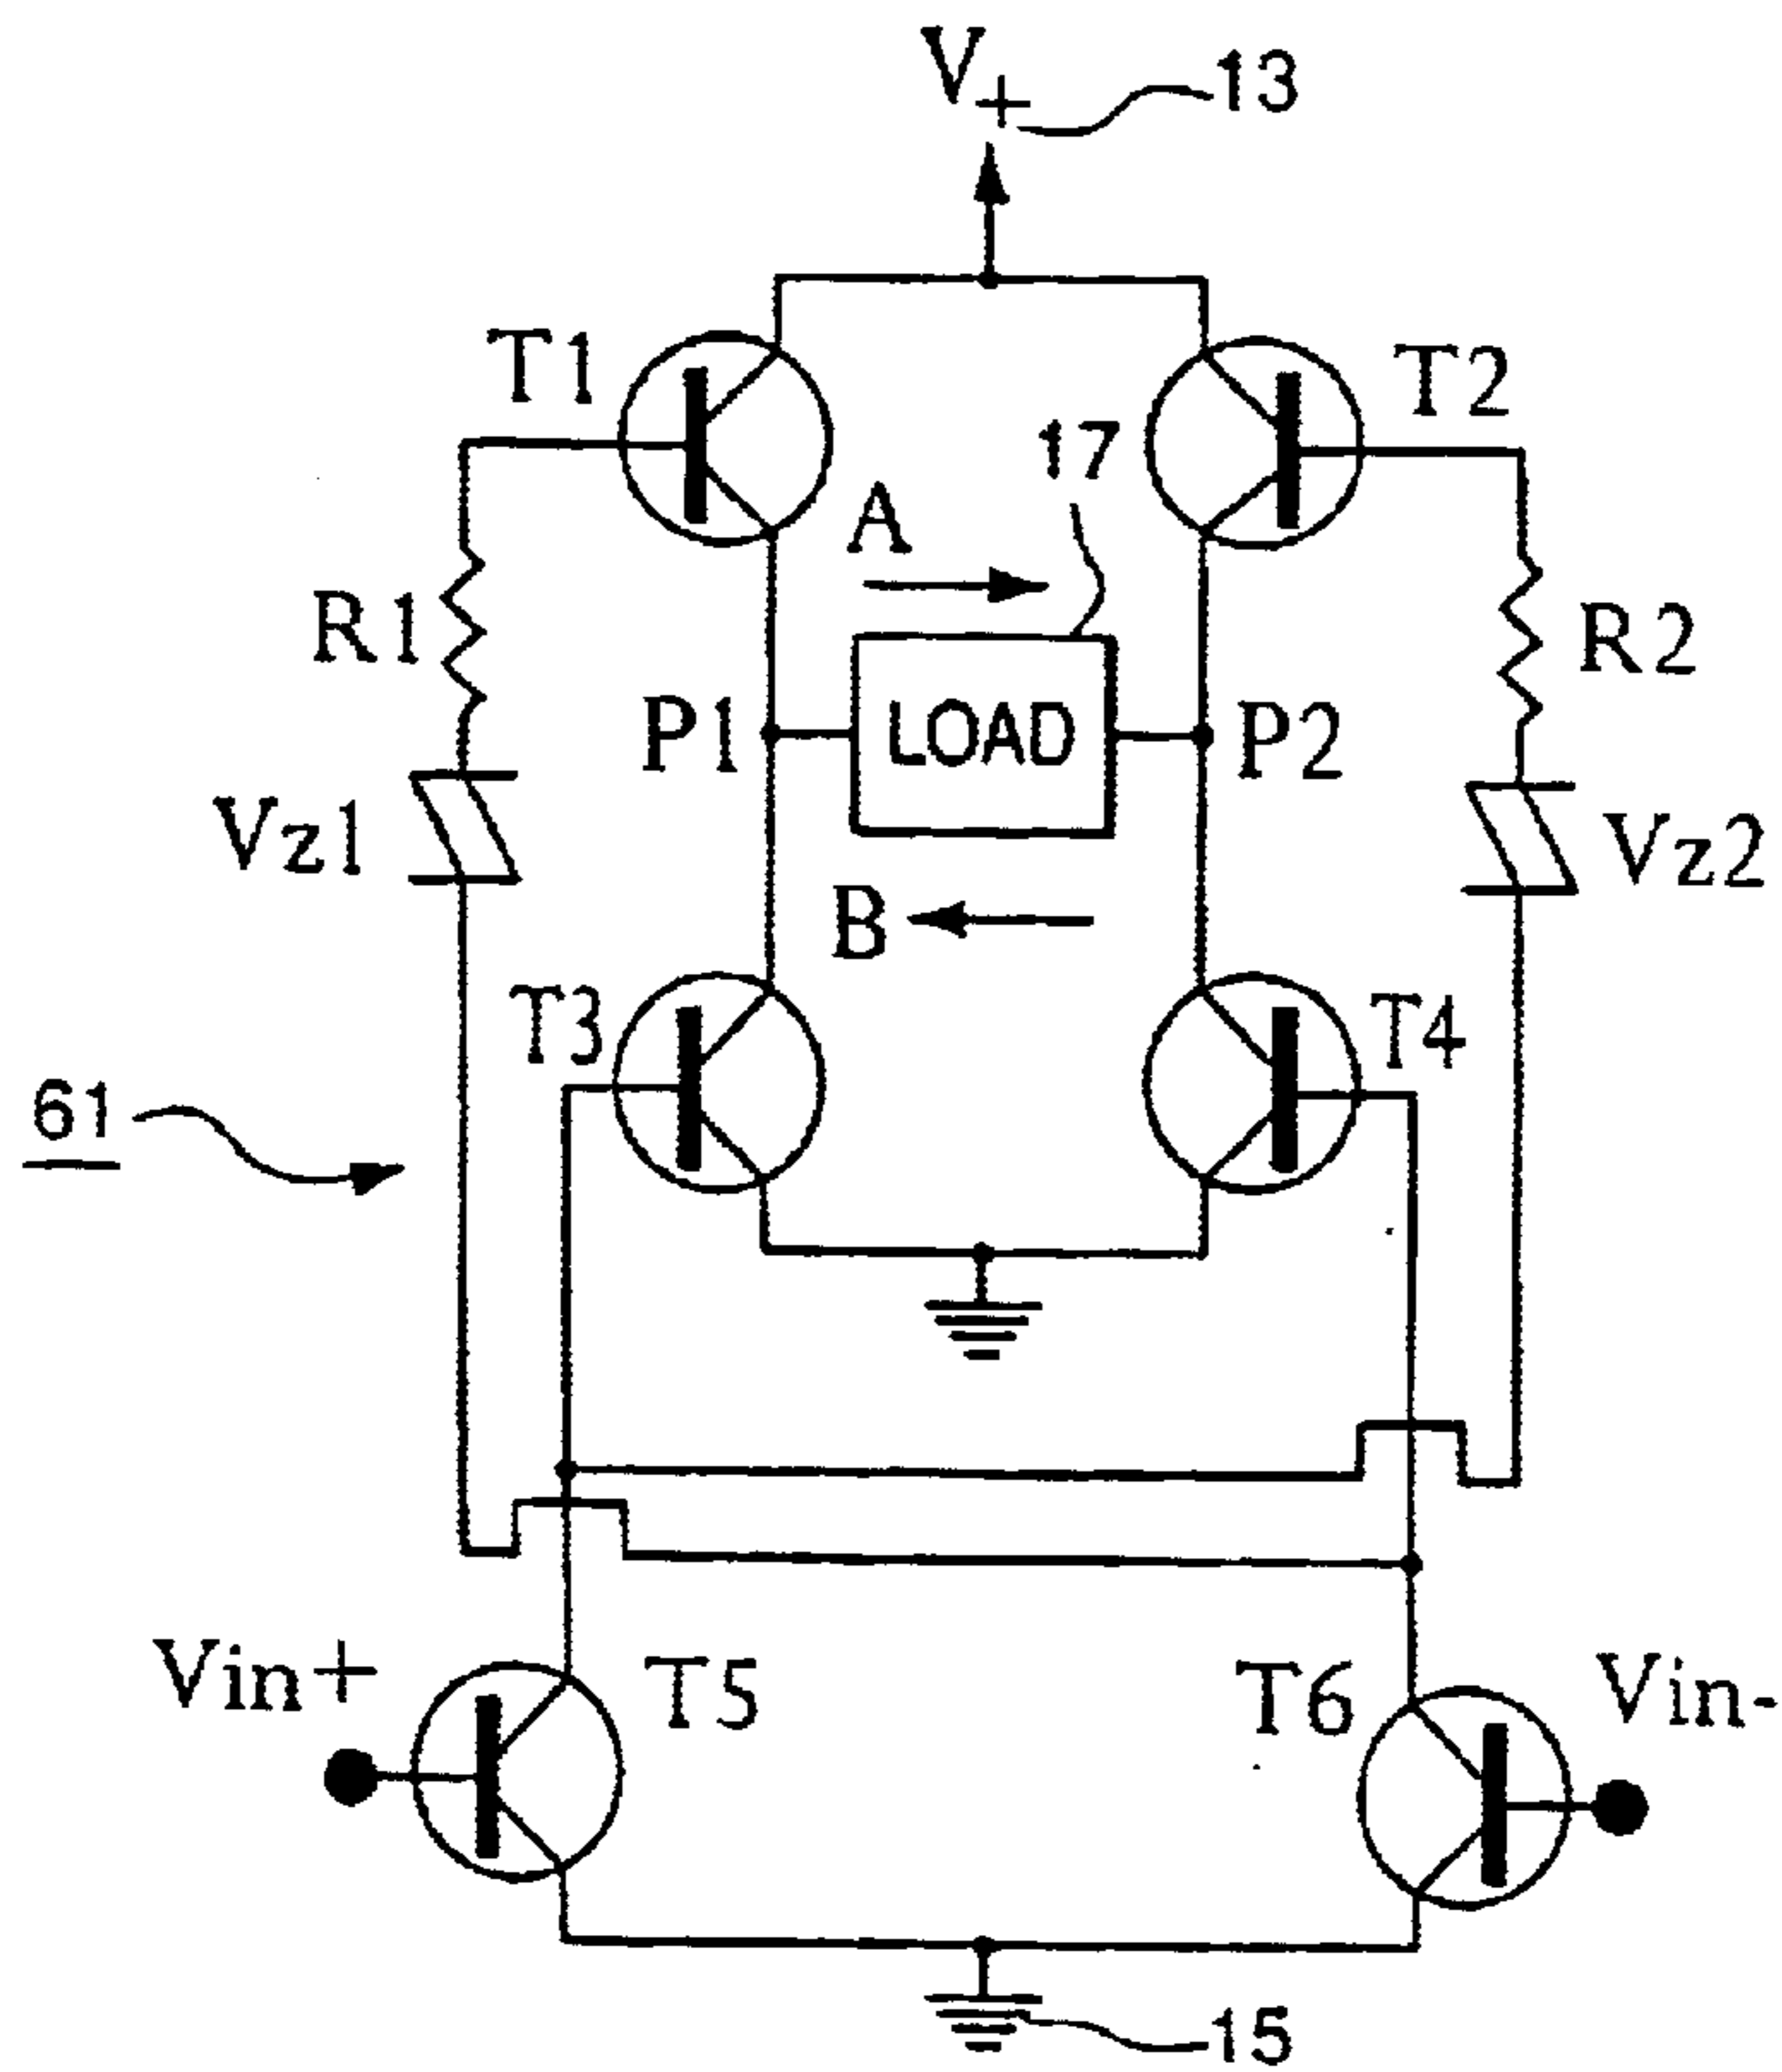 V+ 13
T1 T2
17
A
R1 R2
P1 LOAD P2
Vz1 Vz2
B
T3 T4
61
Vin+ T5 T6 Vin-
15